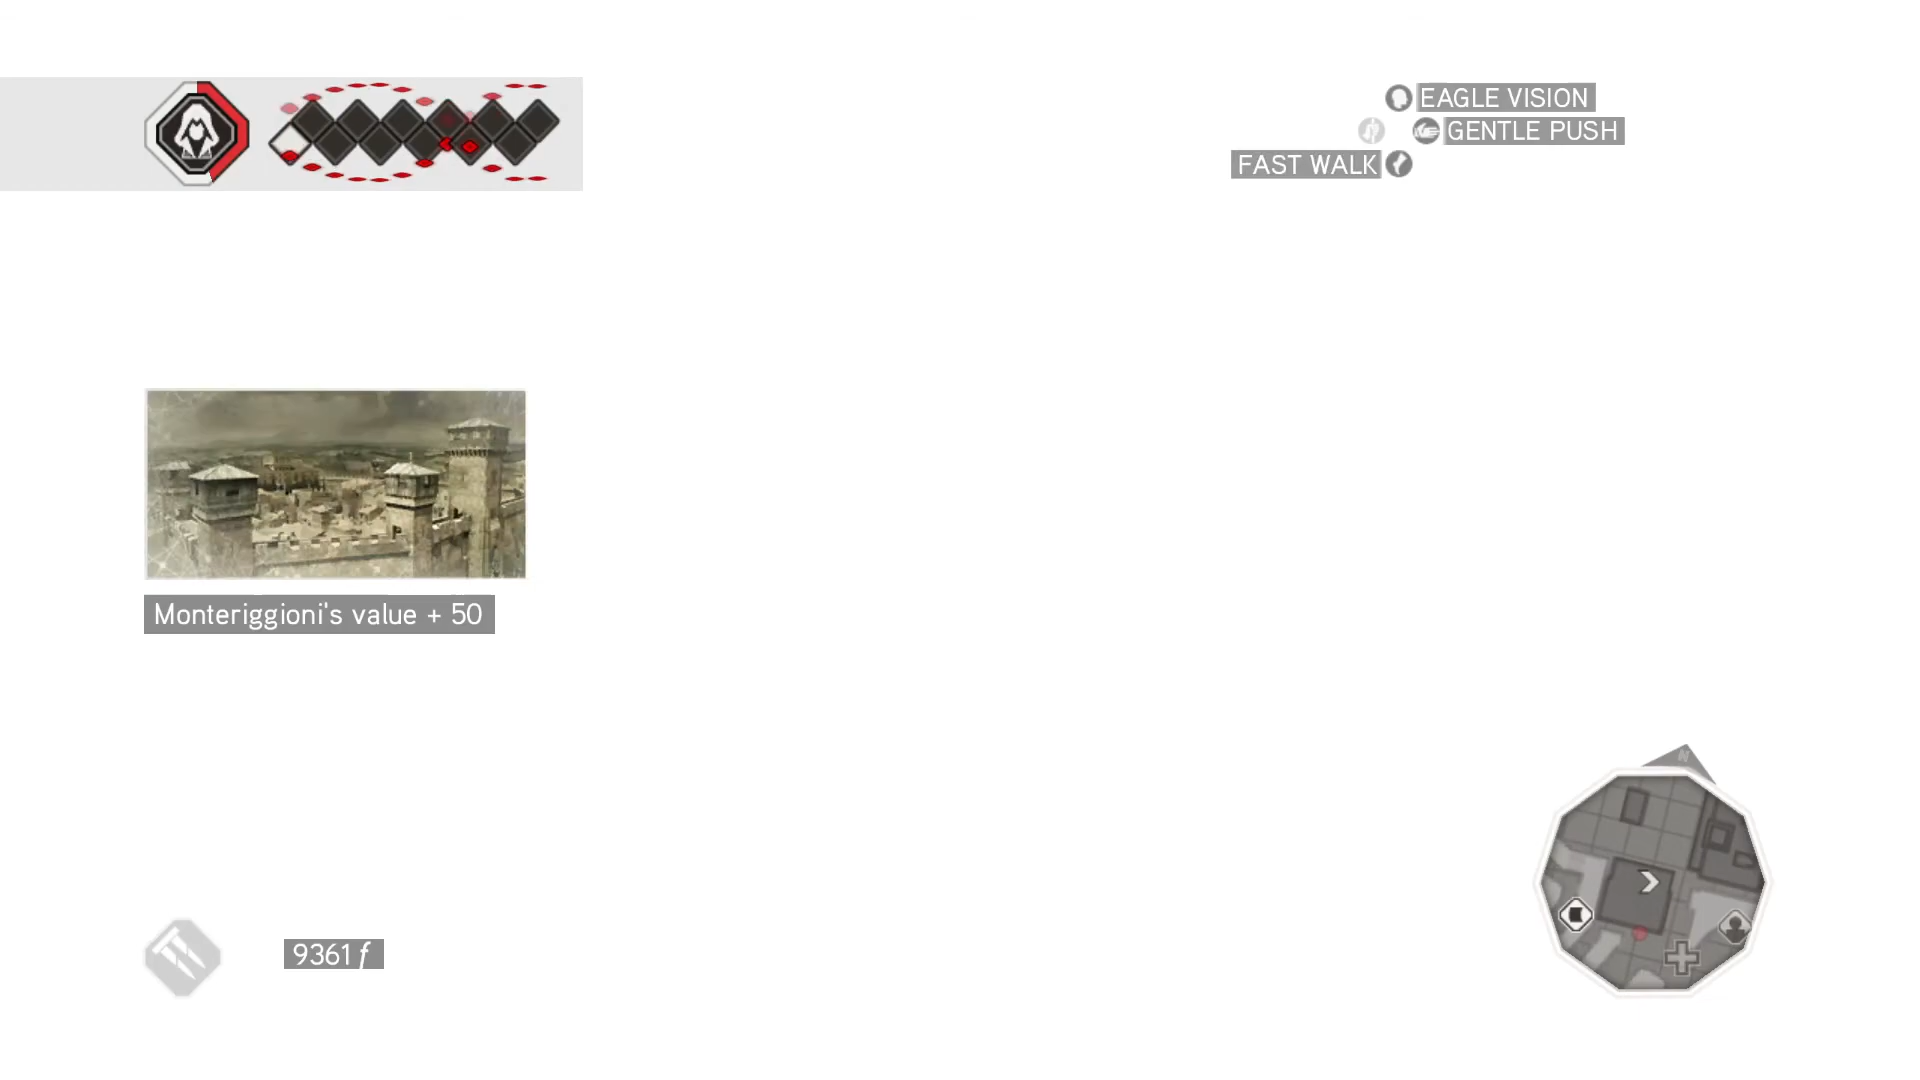 EAGLE VISION
GENTLE PUSH
FAST WALK
Monteriggioni's value + 50
N
9361 ƒ